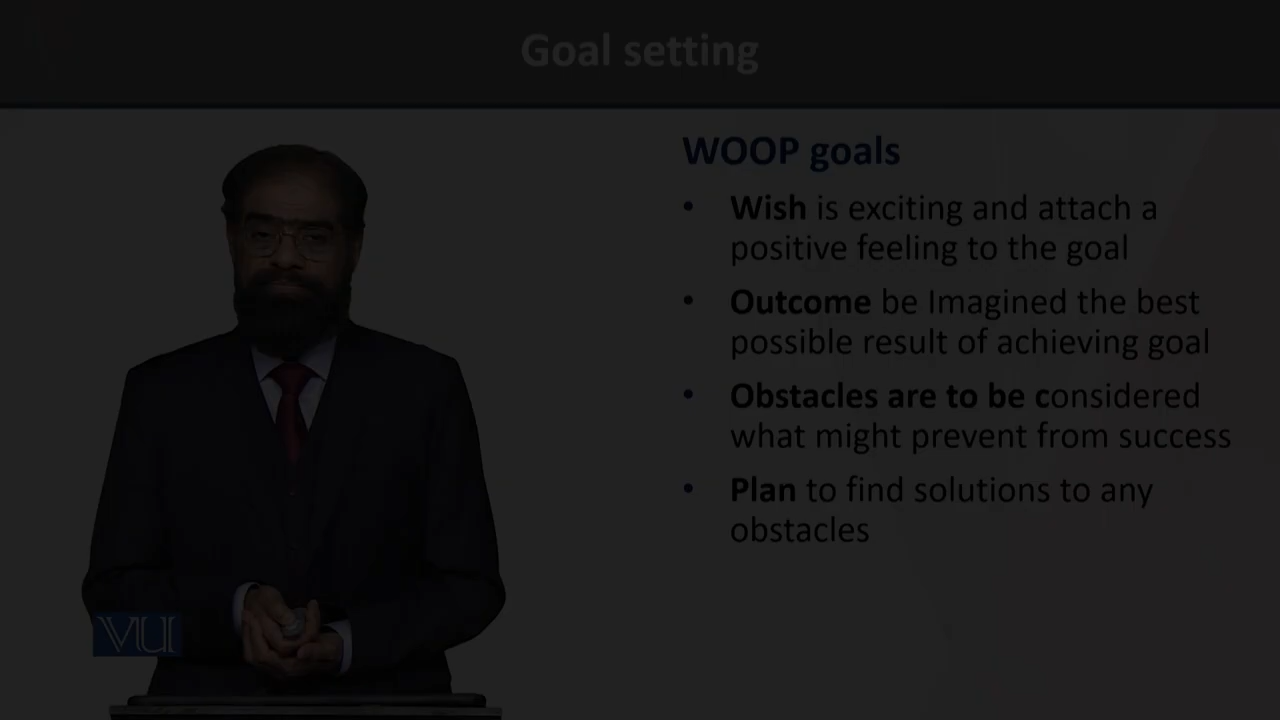 Goal setting
WOOP goals
• Wish is exciting and attach a
positive feeling to the goal
• Outcome be Imagined the best
possible result of achieving goal
• Obstacles are to be considered
what might prevent from success
• Plan to find solutions to any
obstacles
VU